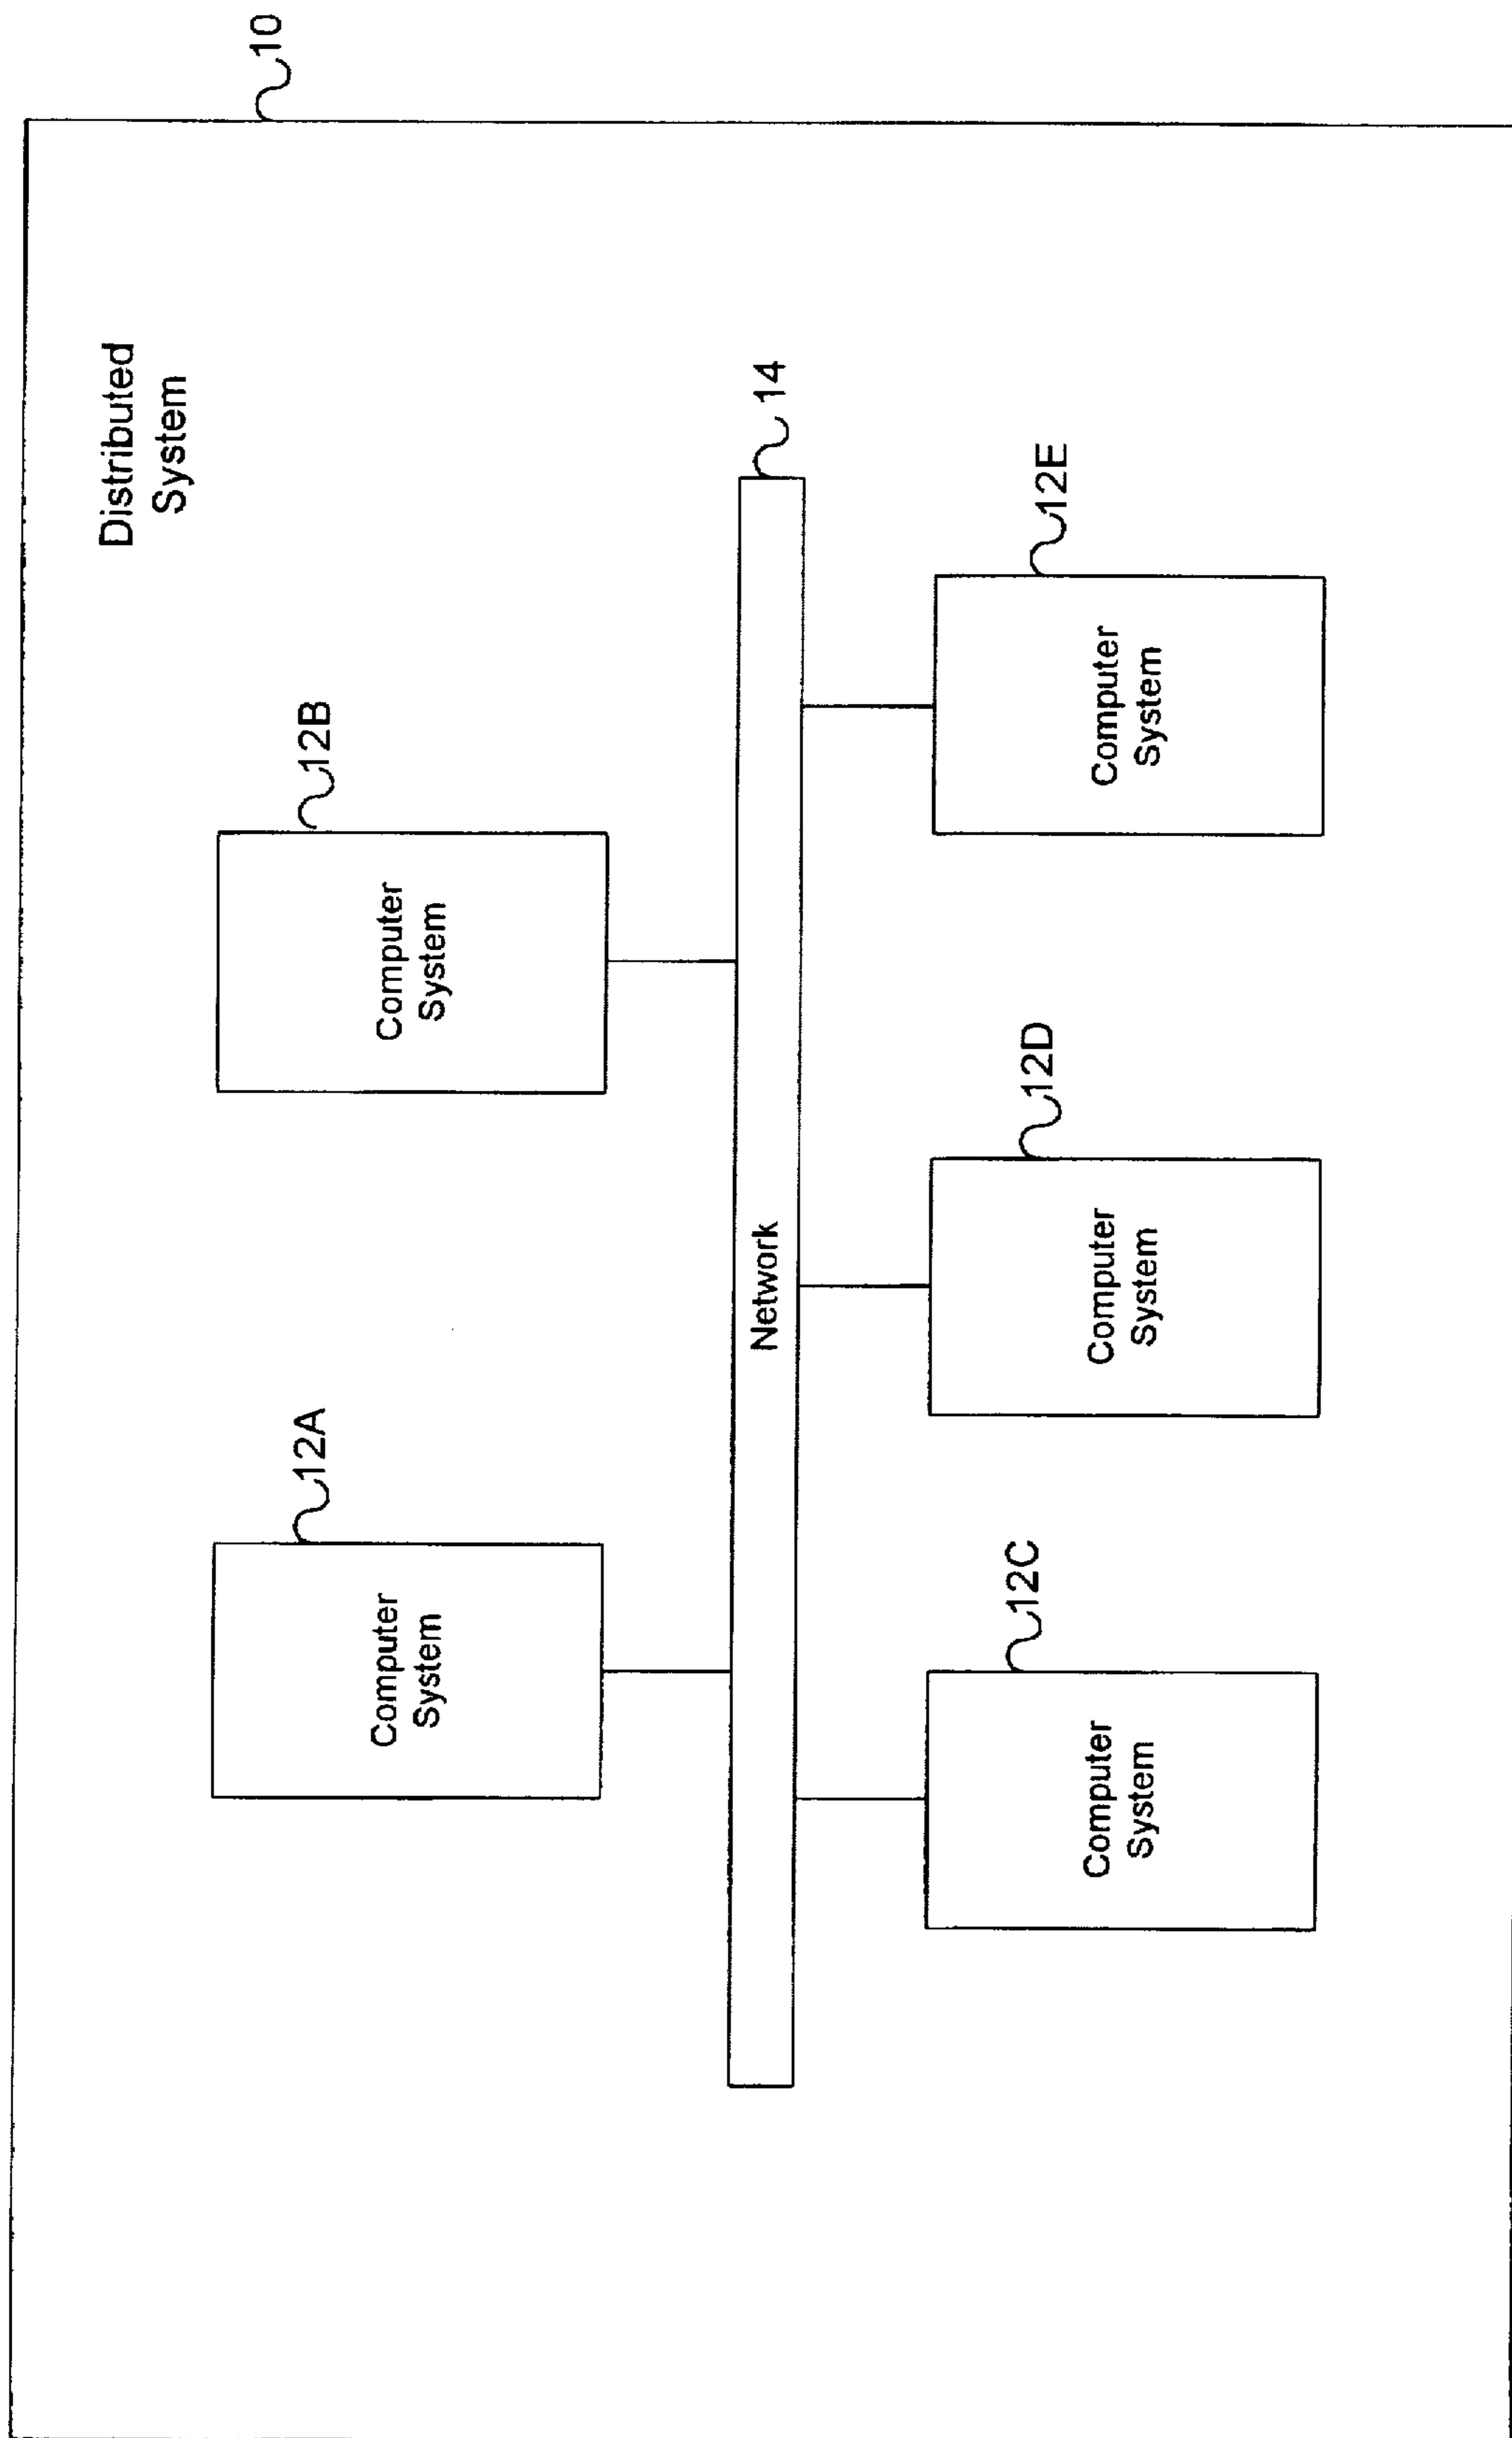 10
Distributed
System
12A
12B
Computer
System
Computer
System
14
Network
12C
12D
12E
Computer
System
Computer
System
Computer
System